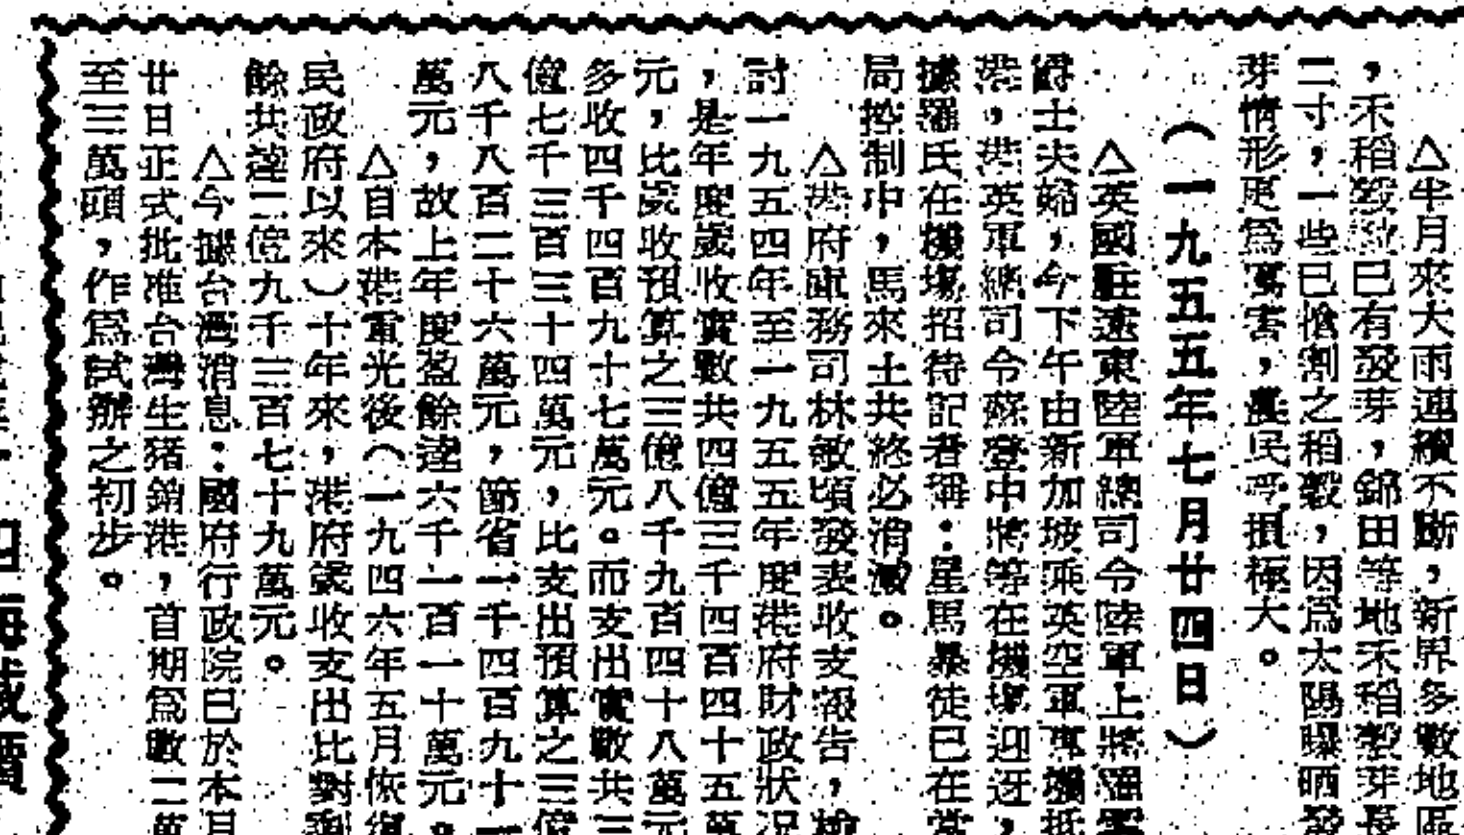 △半月來大雨連續不斷，新界多數地區
，禾稻發熟已有發芽，錦田等地禾稻穀芽長
二寸，一些已搶割之稻穀，因爲太陽曝晒發
芽情形更爲厲害，農民受損極大。
（一九五五年七月廿四日）
△英國駐遠東陸軍總司令陸軍上將羅
爵士夫婦，今下午由新加坡乘英空軍專機抵
港，港英軍總司令蘇登中將等在機塲迎迓，
據羅氏在機塲招待記者稱：星馬暴徒已在當
局控制中，馬來土共終必消滅。
△港府庫務司林敏頃發表收支報告，檢
討一九五四年至一九五五年度港府財政狀况
，是年度歲收實數共四億三千四百四十五萬
元，比歲收預算之三億八千九百四十八萬元
多收四千四百九十七萬元。而支出實數共三
億七千三百三十四萬元，比支出預算之三億
八千八百二十六萬元，節省一千四百九十一
萬元，故上年度盈餘達六千一百一十萬元。
△自本港重光後（一九四六年五月恢復
民政府以來）十年來，港府歲收支出比對剩
餘共達二億九千三百七十九萬元。
△今據台灣消息：國府行政院已於本月
廿日正式批准台灣生猪銷港，首期爲數二萬
至三萬頭，作爲試辦之初步。